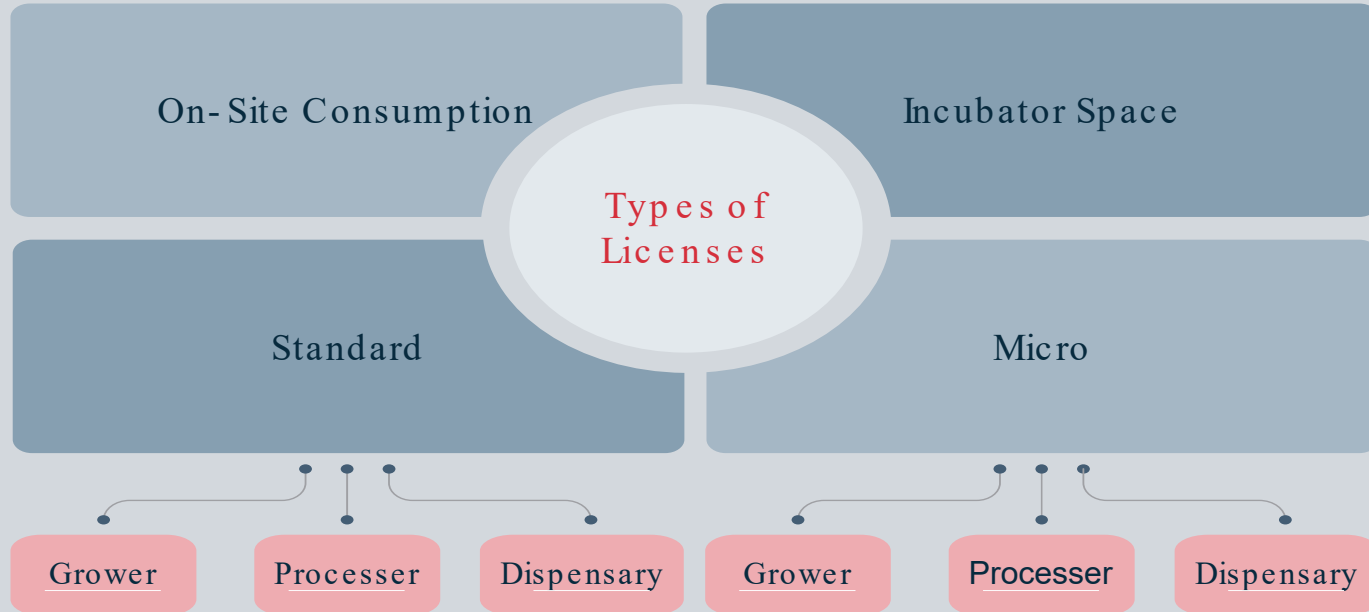 On-Site Consumption
Incubator Space
Types of
Licenses
Standard
Micro
Grower
Processer
Dispensary
Grower
Processer
Dispensary